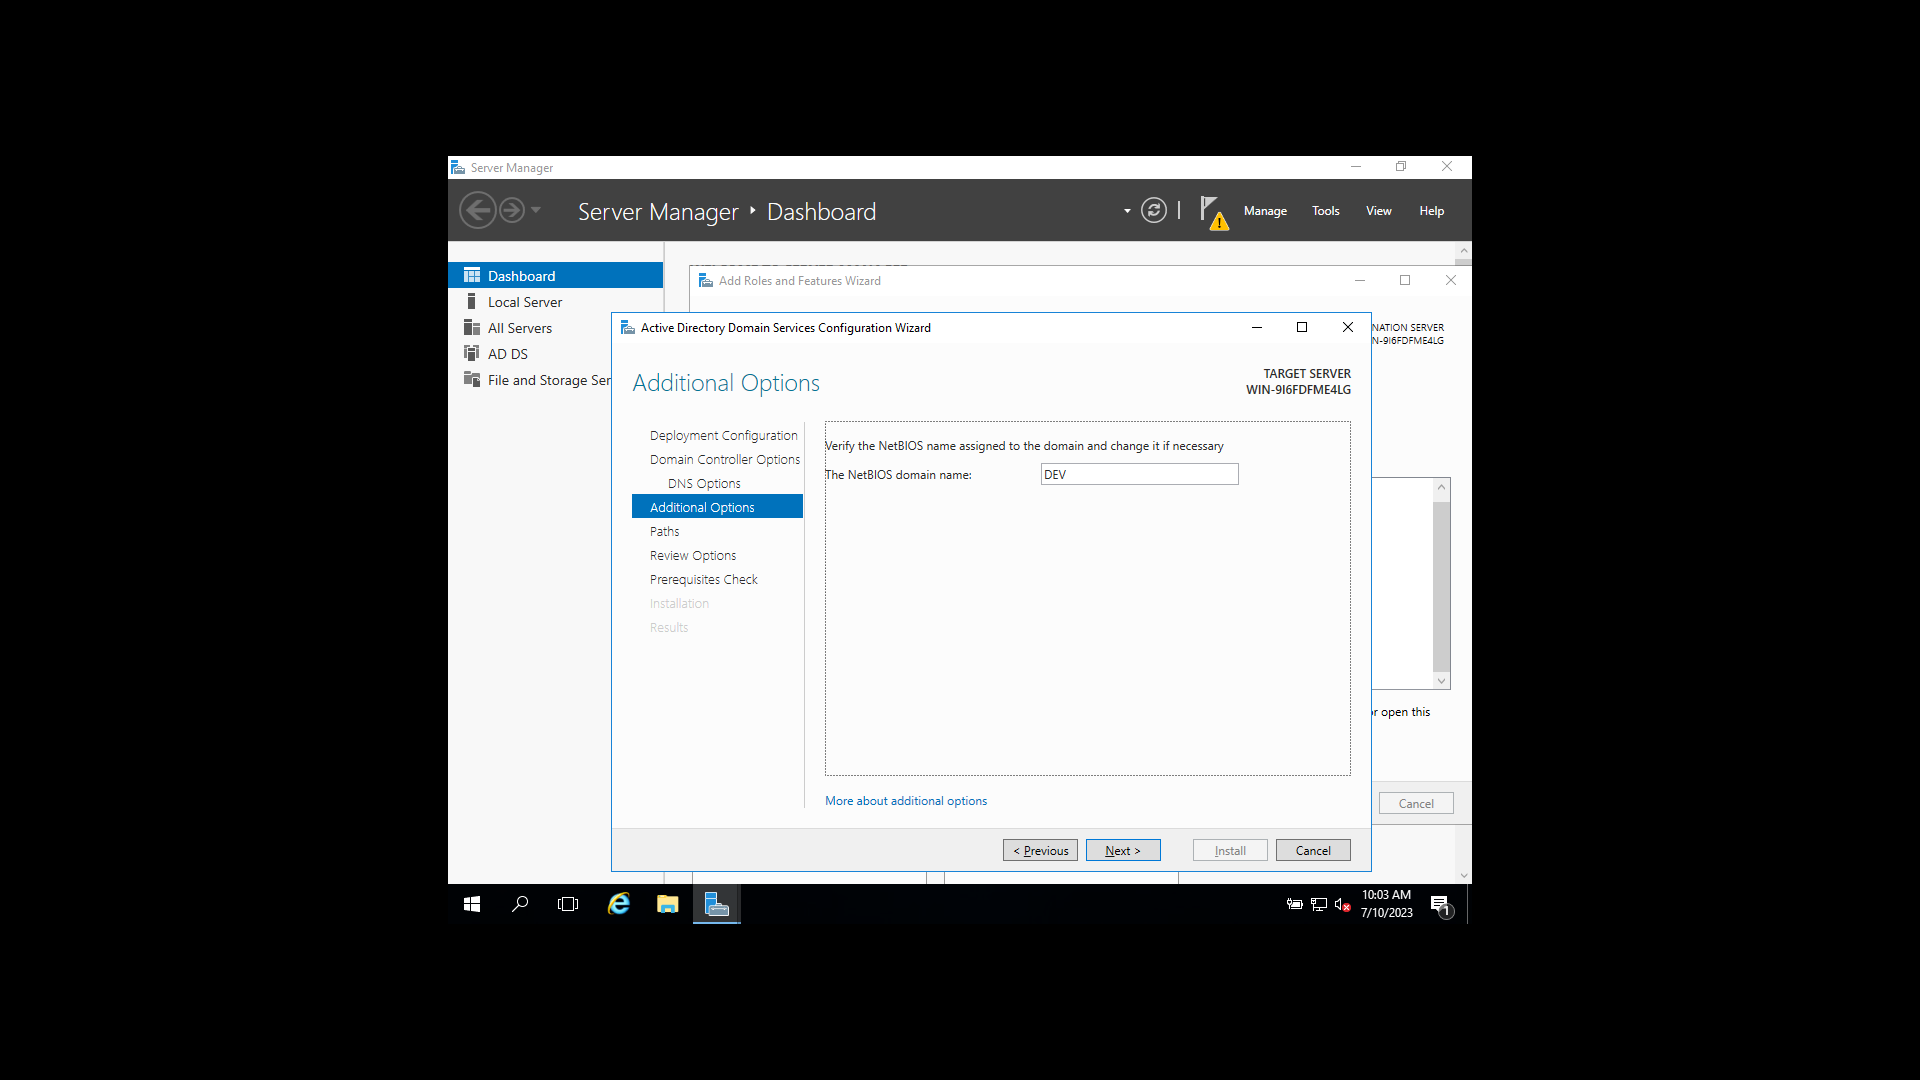 Server Manager
Server Manager Dashboard
Manage Tools View Help
Dashboard
Local Server
All Servers
AD DS
File and Storage Ser
Add Roles and Features Wizard
NATION SERVER
N-9I6FDFME4LG
Active Directory Domain Services Configuration Wizard
Additional Options
TARGET SERVER
WIN-9I6FDFME4LG
Deployment Configuration
Domain Controller Options
DNS Options
Additional Options
Paths
Review Options
Prerequisites Check
Installation
Results
Verify the NetBIOS name assigned to the domain and change it if necessary
The NetBIOS domain name: DEV
More about additional options
or open this
Cancel
< Previous Next > Install Cancel
10:03 AM
7/10/2023
1